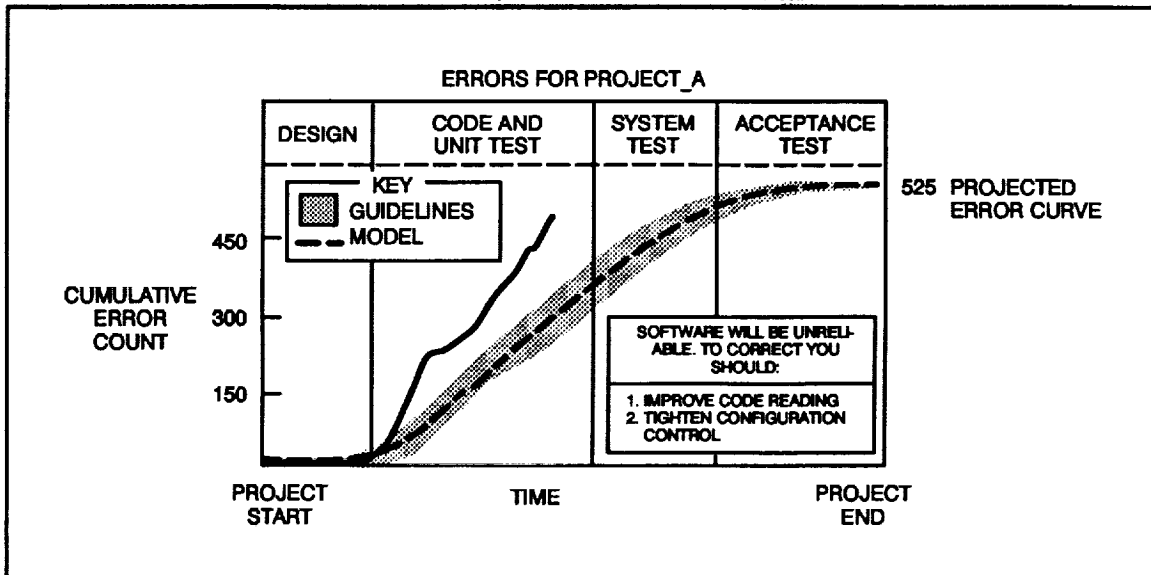 ERRORS FOR PROJECT_A
DESIGN
CODE AND
UNIT TEST
SYSTEM
TEST
ACCEPTANCE
TEST
KEY
GUIDELINES
MODEL
525 PROJECTED
ERROR CURVE
450
300
150
CUMULATIVE
ERROR
COUNT
SOFTWARE WILL BE UNRELI-
ABLE. TO CORRECT YOU
SHOULD:
1. IMPROVE CODE READING
2. TIGHTEN CONFIGURATION
CONTROL
PROJECT
START
TIME
PROJECT
END